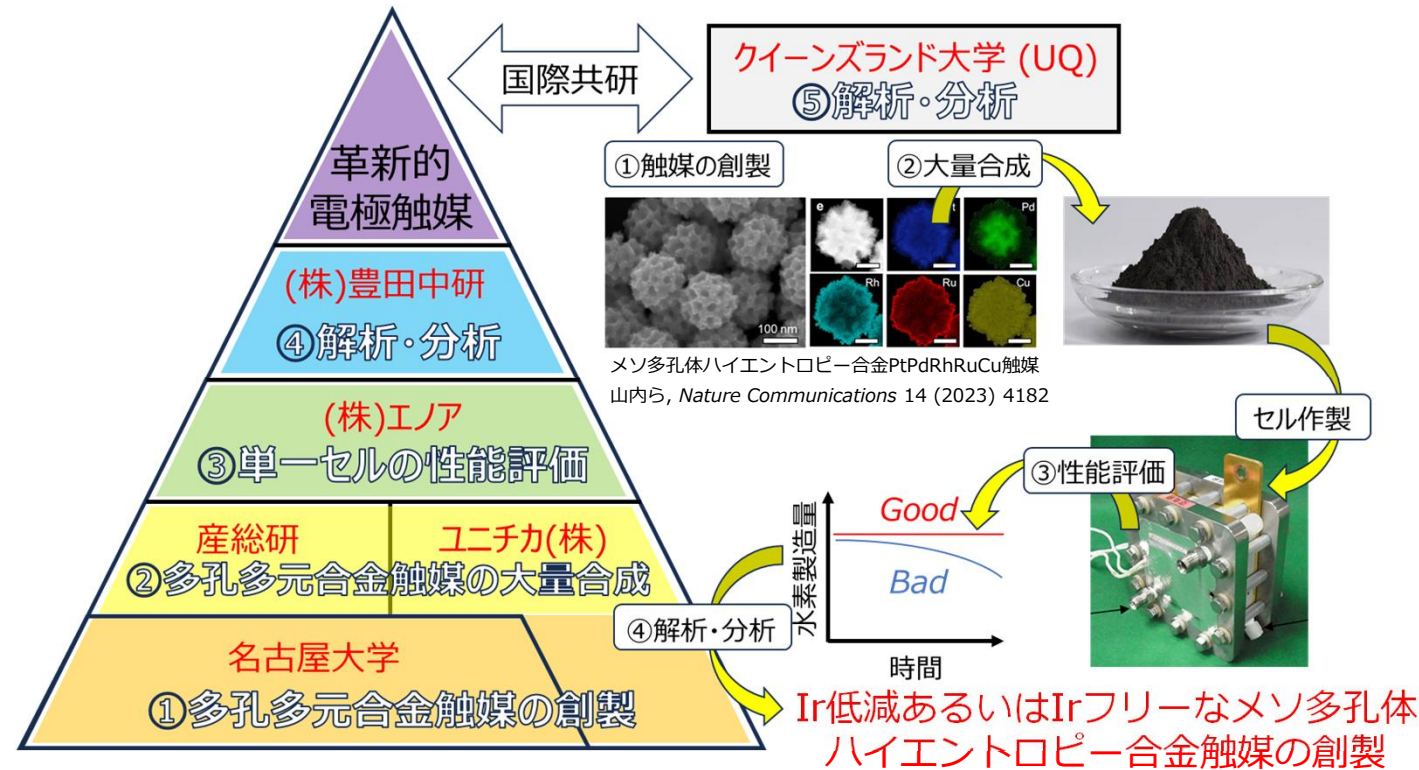 国際共研
クイーンズランド大学 (UQ)
⑤解析・分析
革新的
電極触媒
(株)豊田中研
④解析・分析
(株)エノア
③単一セルの性能評価
産総研
ユニチカ(株)
②多孔多元合金触媒の大量合成
名古屋大学
①多孔多元合金触媒の創製
①触媒の創製
②大量合成
100 nm
e
t
Pd
Rh
Ru
Cu
メソ多孔体ハイエントロピー合金PtPdRhRuCu触媒
山内ら, Nature Communications 14 (2023) 4182
セル作製
③性能評価
水素製造量
Good
Bad
時間
④解析・分析
Ir低減あるいはIrフリーなメソ多孔体
ハイエントロピー合金触媒の創製